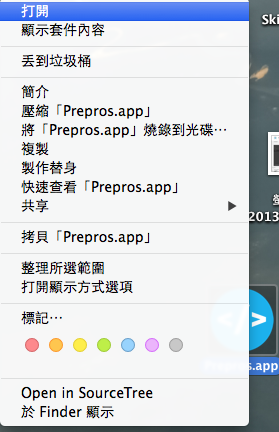 打開
顯示套件內容
丟到垃圾桶
簡介
壓縮「Prepros.app」
將「Prepros.app」燒錄到光碟⋯
複製
製作替身
快速查看「Prepros.app」
共享
拷貝「Prepros.app」
整理所選範圍
打開顯示方式選項
標記⋯
Open in SourceTree
於 Finder 顯示
Ski
2013
</>
Prepros.app